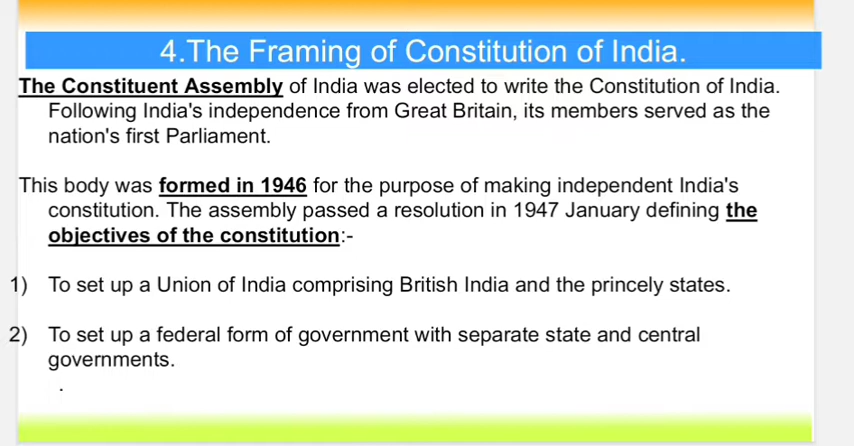 4.The Framing of Constitution of India.
The Constituent Assembly of India was elected to write the Constitution of India.
Following India's independence from Great Britain, its members served as the
nation's first Parliament.
This body was formed in 1946 for the purpose of making independent India's
constitution. The assembly passed a resolution in 1947 January defining the
objectives of the constitution:-
1) To set up a Union of India comprising British India and the princely states.
2) To set up a federal form of government with separate state and central
governments.
.